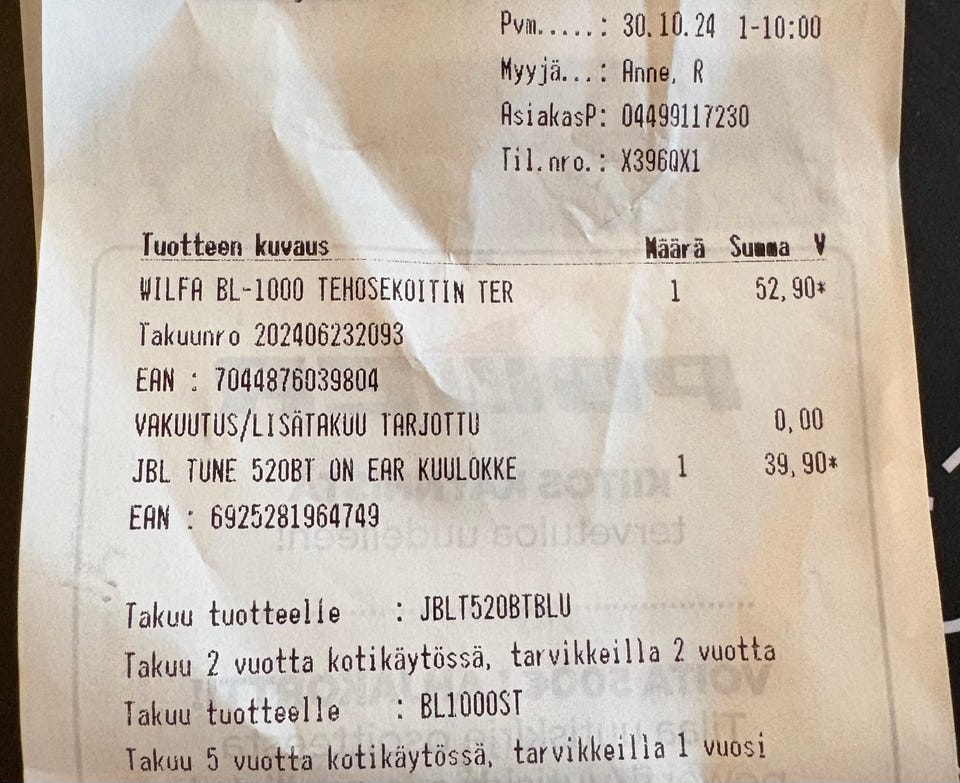 Pvm.....: 30.10.24 1-10:00
Myyjä...: Anne, R
AsiakasP: 04499117230
Til.nro.: X396QX1
Tuotteen kuvaus Määrä Summa V
WILFA BL-1000 TEHOSEKOITIN TER 1 52,90*
Takuunro 202406232093
EAN : 7044876039804
VAKUUTUS/LISÄTAKUU TARJOTTU 0,00
JBL TUNE 520BT ON EAR KUULOKKE 1 39,90*
EAN : 6925281964749
Takuu tuotteelle : JBLT520BTBLU
Takuu 2 vuotta kotikäytössä, tarvikkeilla 2 vuotta
Takuu tuotteelle : BL1000ST
Takuu 5 vuotta kotikäytössä, tarvikkeilla 1 vuosi